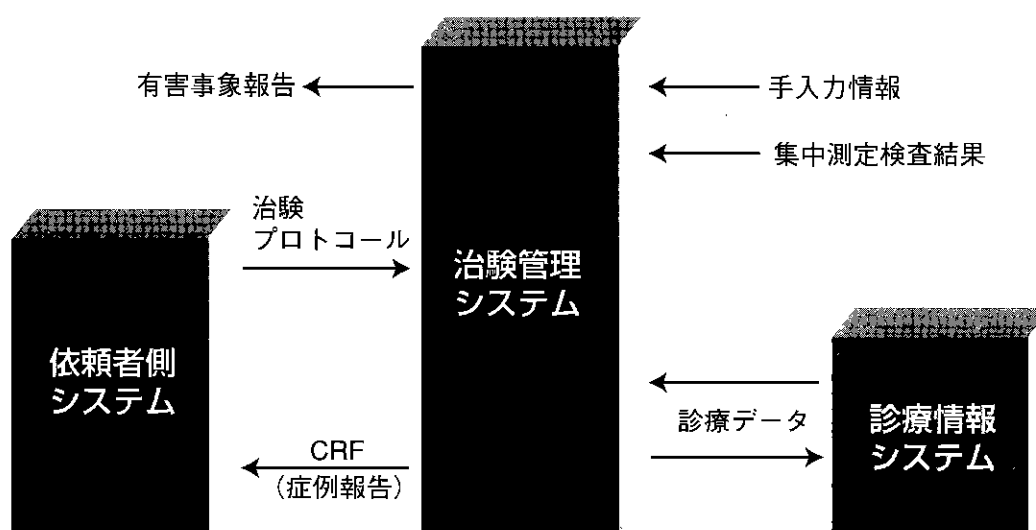 有害事象報告
手入力情報
集中測定検査結果
治験
プロトコール
治験管理
システム
依頼者側
システム
診療データ
診療情報
システム
CRF
(症例報告)